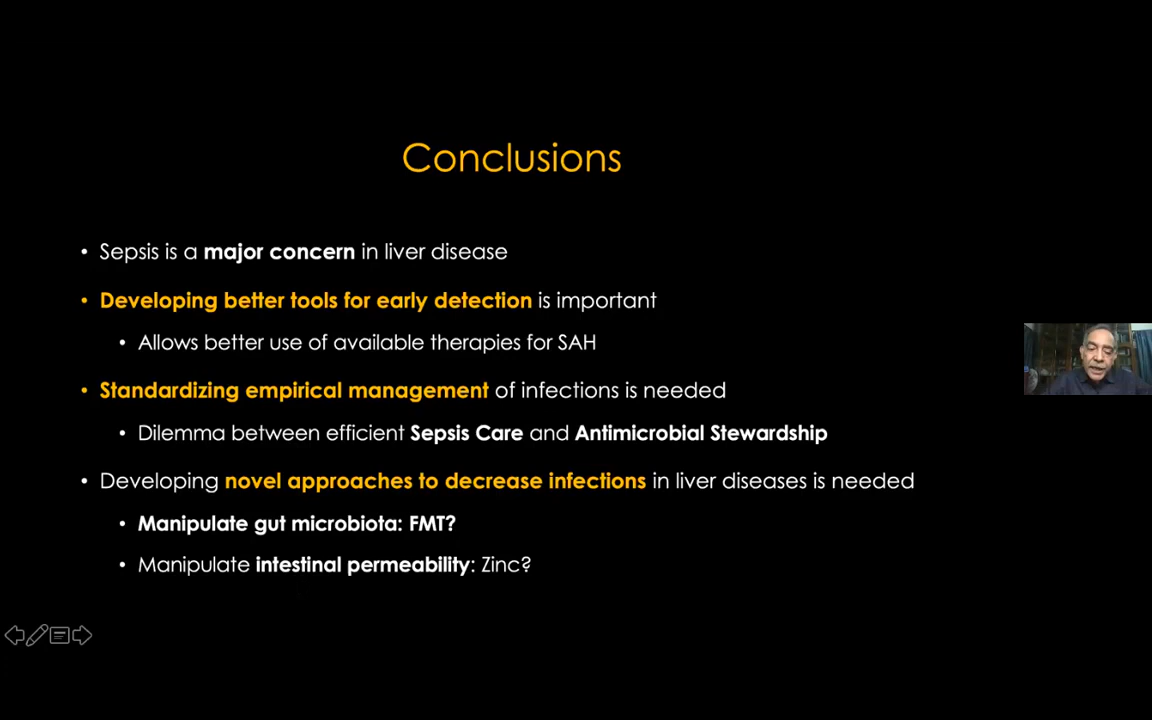 Conclusions
• Sepsis is a major concern in liver disease
• Developing better tools for early detection is important
• Allows better use of available therapies for SAH
• Standardizing empirical management of infections is needed
• Dilemma between efficient Sepsis Care and Antimicrobial Stewardship
• Developing novel approaches to decrease infections in liver diseases is needed
• Manipulate gut microbiota: FMT?
• Manipulate intestinal permeability: Zinc?